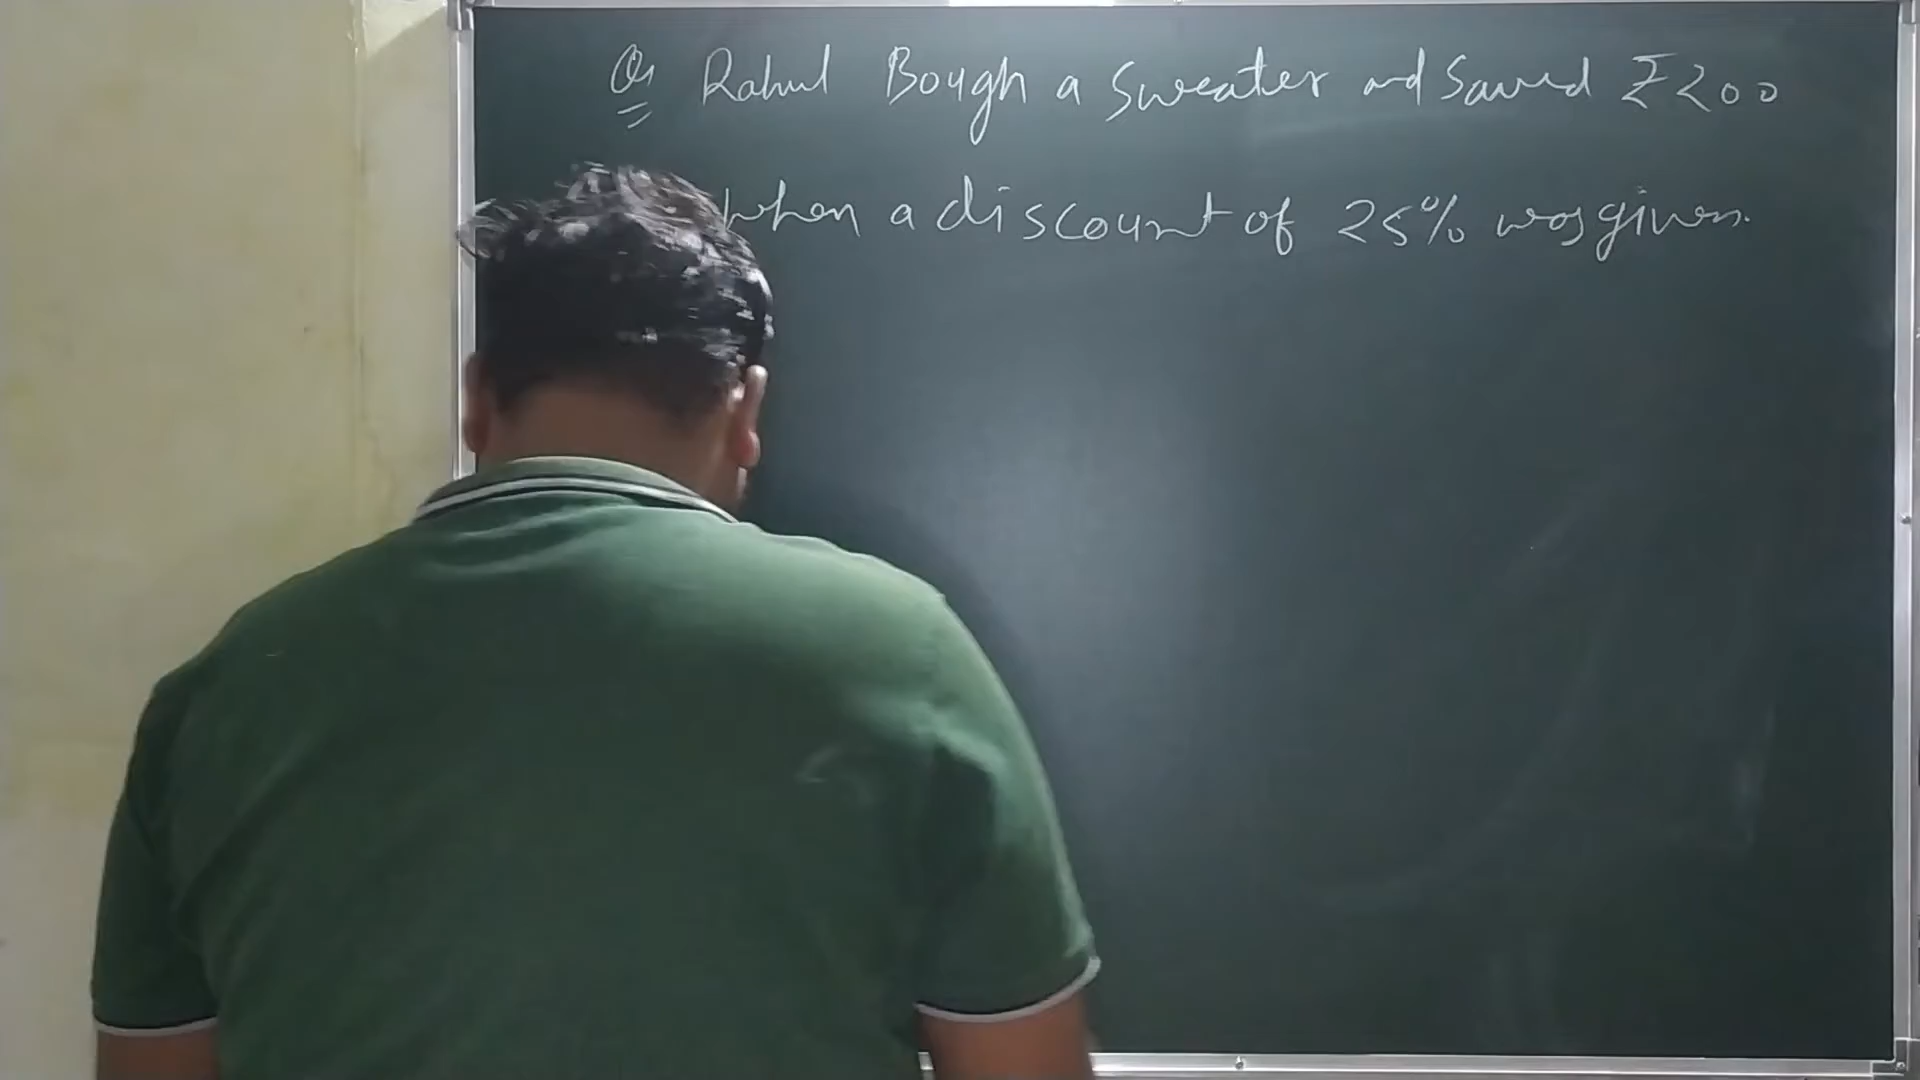 Q1 Rahul Bough a sweater and saved ₹200
when a discount of 25% was given.